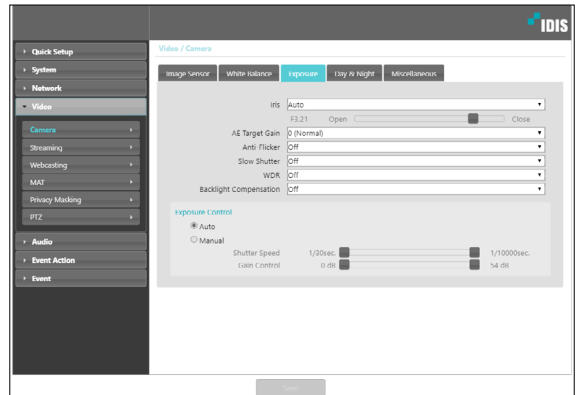 IDIS
Quick Setup
System
Network
Video
Camera
Streaming
Webcasting
MAT
Privacy Masking
PTZ
Audio
Event Action
Event
Video / Camera
Image Sensor White Balance Exposure Day & Night Miscellaneous
Iris Auto
F3.21 Open Close
AE Target Gain 0 (Normal)
Anti-Flicker Off
Slow Shutter Off
WDR Off
Backlight Compensation Off
Exposure Control
Auto
Manual
Shutter Speed 1/30sec. 1/10000sec.
Gain Control 0 dB 54 dB
Save